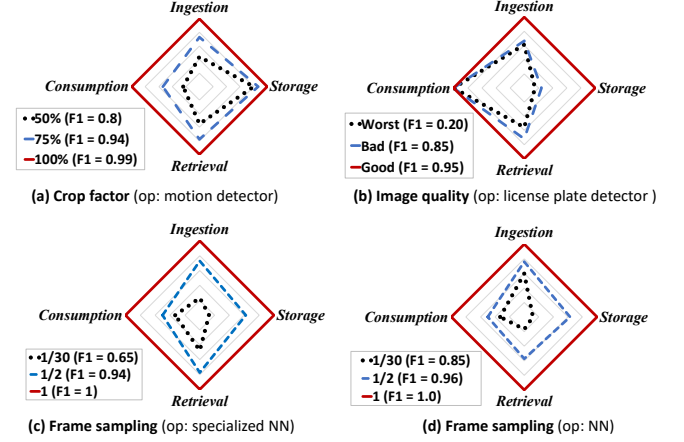 Ingestion
Consumption
Storage
Retrieval
50% (F1 = 0.8)
75% (F1 = 0.94)
100% (F1 = 0.99)
(a) Crop factor (op: motion detector)
Ingestion
Consumption
Storage
Retrieval
Worst (F1 = 0.20)
Bad (F1 = 0.85)
Good (F1 = 0.95)
(b) Image quality (op: license plate detector )
Ingestion
Consumption
Storage
Retrieval
1/30 (F1 = 0.65)
1/2 (F1 = 0.94)
1 (F1 = 1)
(c) Frame sampling (op: specialized NN)
Ingestion
Consumption
Storage
Retrieval
1/30 (F1 = 0.85)
1/2 (F1 = 0.96)
1 (F1 = 1.0)
(d) Frame sampling (op: NN)